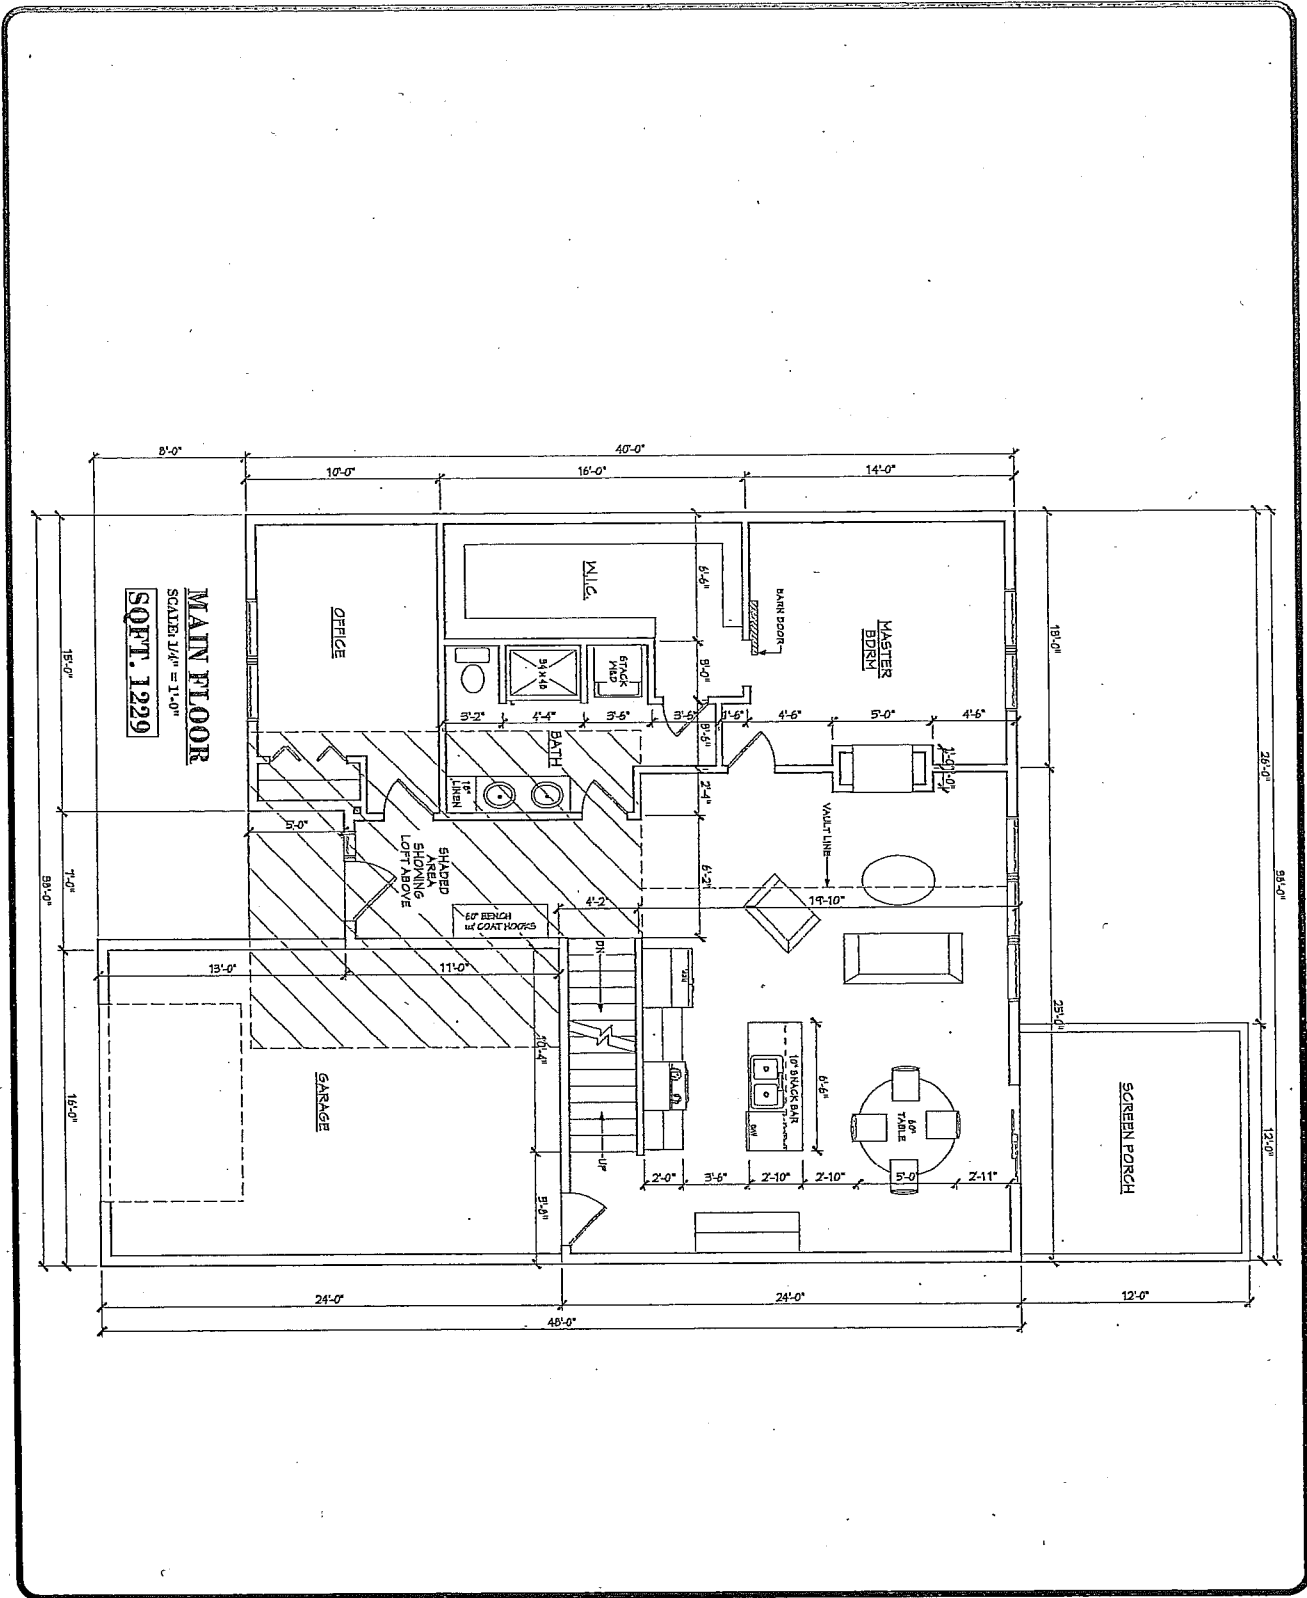 8'-0"
40'-0"
10'-0"
16'-0"
14'-0"
MAIN FLOOR
SCALE: 1/4" = 1'-0"
SQFT. 1229
OFFICE
W.I.C.
6'-6"
BARN DOOR
MASTER
BDRM
13'-0"
26'-0"
38'-0"
15'-0"
34 X 48
STACK
W&D
3'-2"
4'-4"
3'-6"
3'-6"
1'-6"
4'-6"
5'-0"
4'-6"
BATH
18"
LINEN
2'-4"
1'-0"
VAULT LINE
5'-0"
SHADED
AREA
SHOWING
LOFT ABOVE
60" BENCH
w/ COAT HOOKS
6'-2"
4'-2"
19'-10"
7'-0"
38'-0"
13'-0"
11'-0"
DN
10'-4"
25'-0"
10" SNACK BAR
6'-6"
DW
60"
TABLE
GARAGE
16'-0"
UP
5'-8"
SCREEN PORCH
12'-0"
2'-0"
3'-6"
2'-10"
2'-10"
5'-0"
2'-11"
24'-0"
24'-0"
12'-0"
48'-0"